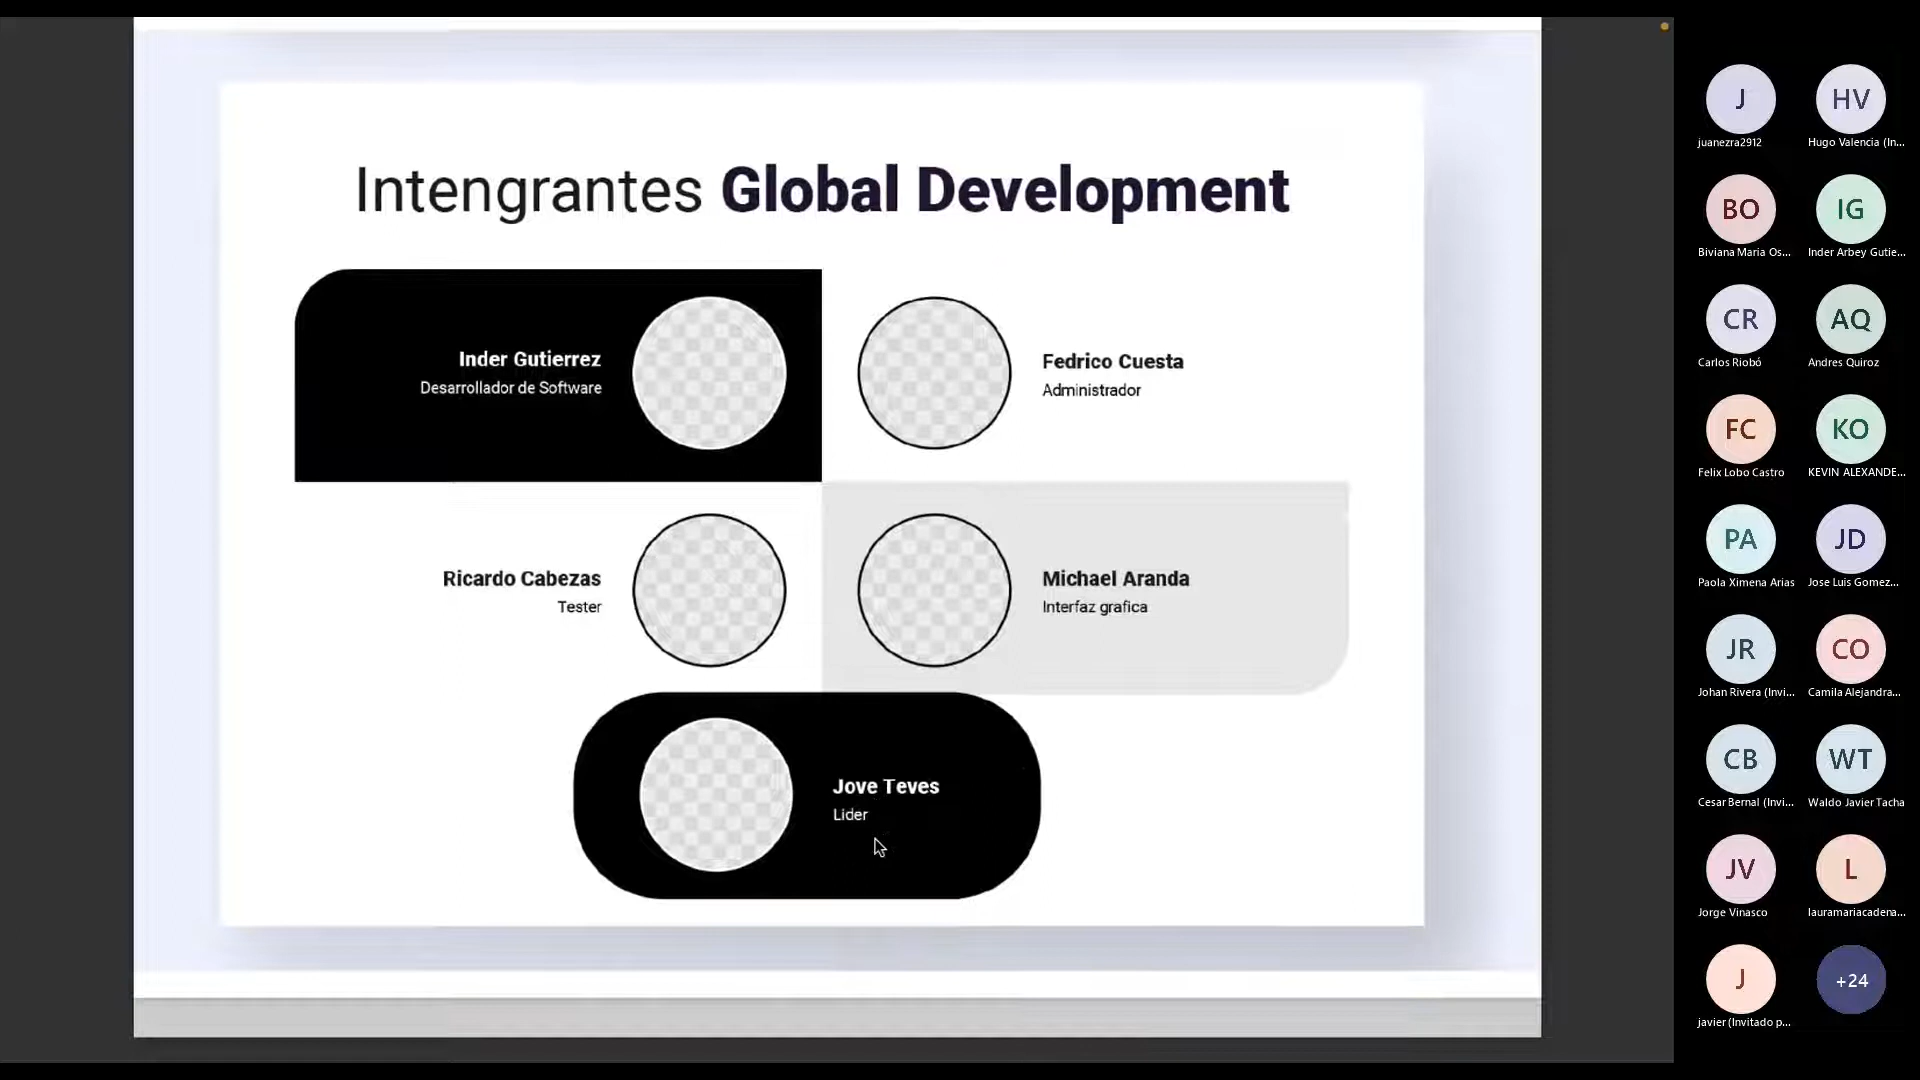 Intengrantes Global Development
Inder Gutierrez
Desarrollador de Software
Fedrico Cuesta
Administrador
Ricardo Cabezas
Tester
Michael Aranda
Interfaz grafica
Jove Teves
Lider
J
juanezra2912
HV
Hugo Valencia (In...
BO
Biviana Maria Os...
IG
Inder Arbey Gutie...
CR
Carlos Riobó
AQ
Andres Quiroz
FC
Felix Lobo Castro
KO
KEVIN ALEXANDE...
PA
Paola Ximena Arias
JD
Jose Luis Gomez...
JR
Johan Rivera (Invi...
CO
Camila Alejandra...
CB
Cesar Bernal (Invi...
WT
Waldo Javier Tacha
JV
Jorge Vinasco
L
lauramariacadena...
J
javier (Invitado p...
+24